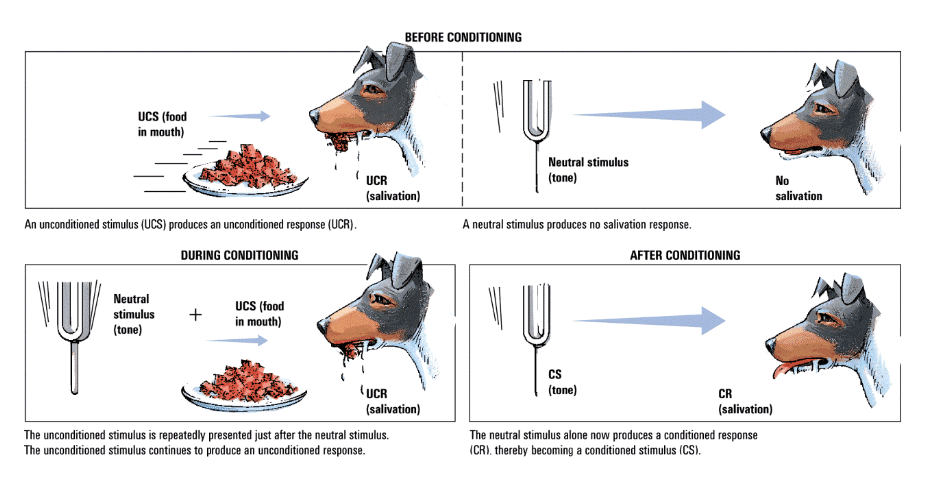 BEFORE CONDITIONING
UCS (food
in mouth)
UCR
(salivation)
Neutral stimulus
(tone)
No
salivation
An unconditioned stimulus (UCS) produces an unconditioned response (UCR).
A neutral stimulus produces no salivation response.
DURING CONDITIONING
Neutral
stimulus
(tone)
+
UCS (food
in mouth)
UCR
(salivation)
The unconditioned stimulus is repeatedly presented just after the neutral stimulus.
The unconditioned stimulus continues to produce an unconditioned response.
AFTER CONDITIONING
CS
(tone)
CR
(salivation)
The neutral stimulus alone now produces a conditioned response
(CR), thereby becoming a conditioned stimulus (CS).